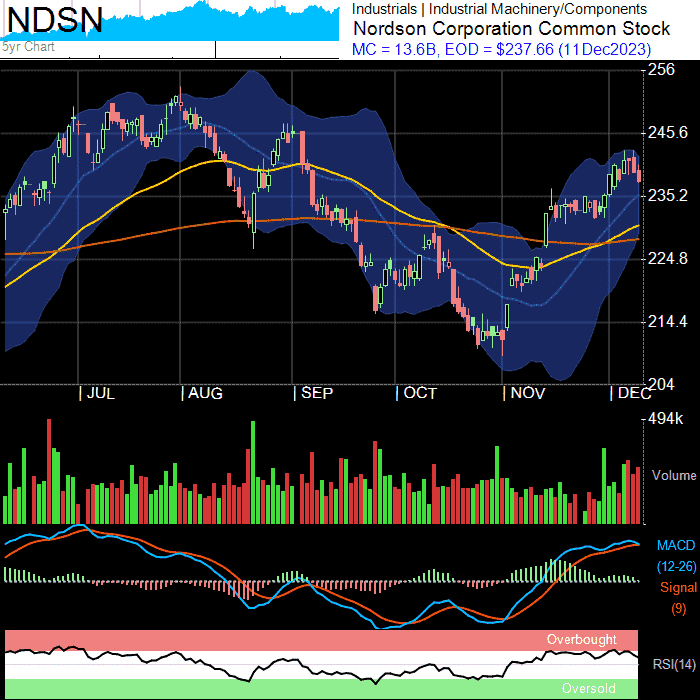 NDSN
5yr Chart
Industrials | Industrial Machinery/Components
Nordson Corporation Common Stock
MC = 13.6B, EOD = $237.66 (11Dec2023)
256
245.6
235.2
224.8
214.4
204
JUL
AUG
SEP
OCT
NOV
DEC
494k
Volume
MACD
(12-26)
Signal
(9)
Overbought
RSI(14)
Oversold